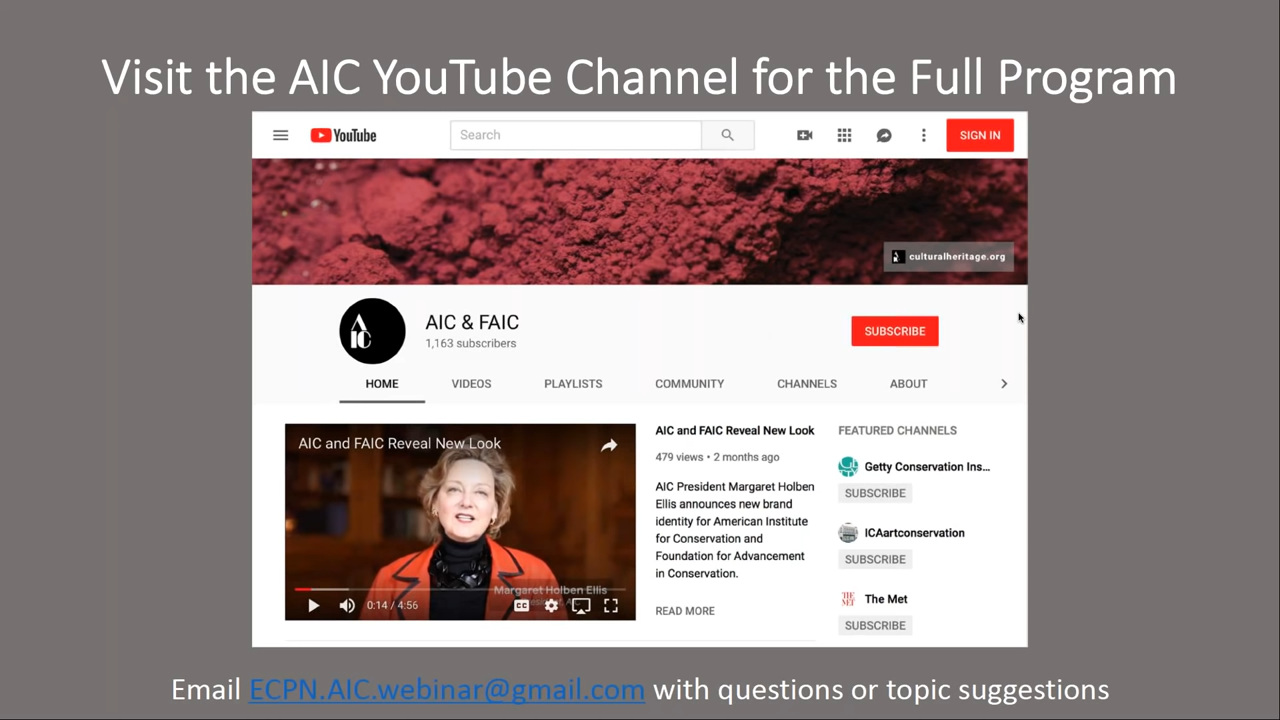 Visit the AIC YouTube Channel for the Full Program
YouTube
Search
SIGN IN
culturalheritage.org
AIC
AIC & FAIC
1,163 subscribers
SUBSCRIBE
HOME VIDEOS PLAYLISTS COMMUNITY CHANNELS ABOUT
AIC and FAIC Reveal New Look
Margaret Holben Ellis
CC
0:14 / 4:56
AIC and FAIC Reveal New Look
479 views • 2 months ago
AIC President Margaret Holben
Ellis announces new brand
identity for American Institute
for Conservation and
Foundation for Advancement
in Conservation.
READ MORE
FEATURED CHANNELS
Getty Conservation Ins...
SUBSCRIBE
ICAartconservation
SUBSCRIBE
THE
MET
The Met
SUBSCRIBE
Email ECPN.AIC.webinar@gmail.com with questions or topic suggestions